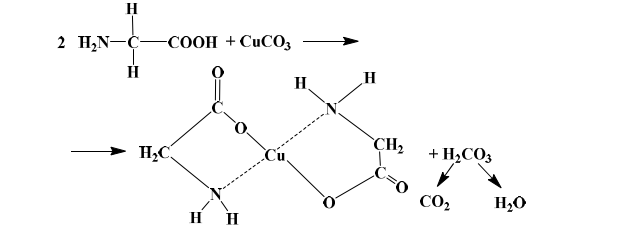 H
2 H₂N—C—COOH + CuCO₃ →
H
→
O
C
O
H₂C
N
H H
Cu
H H
N
CH₂
C
O
O
+ H₂CO₃
CO₂ H₂O